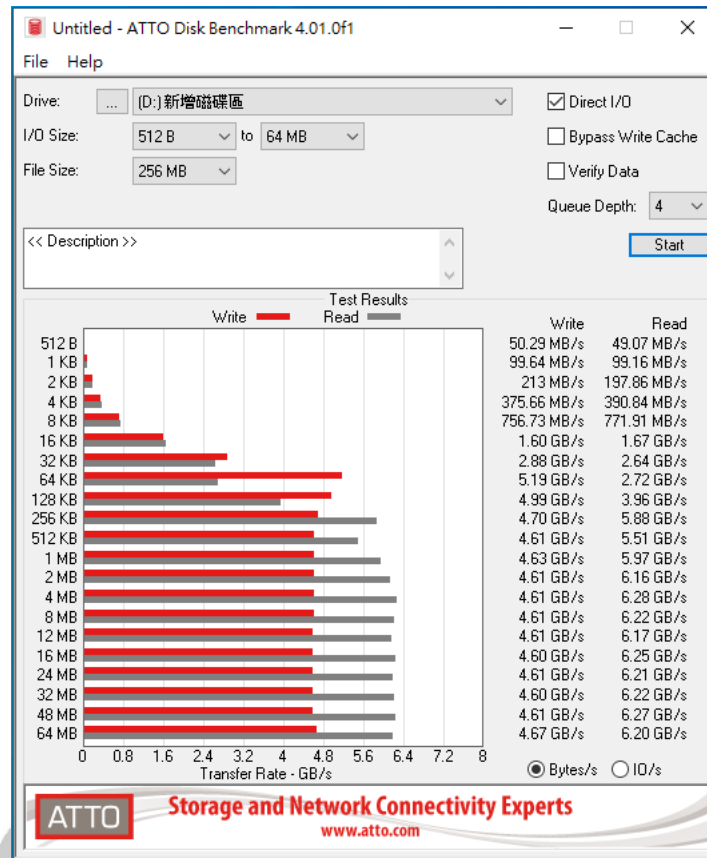 Untitled - ATTO Disk Benchmark 4.01.0f1
File Help
Drive: ... (D:)新增磁碟區
Direct I/O
I/O Size: 512 B to 64 MB
Bypass Write Cache
File Size: 256 MB
Verify Data
Queue Depth: 4
<< Description >>
Start
Test Results
Write Read
Write Read
512 B 50.29 MB/s 49.07 MB/s
1 KB 99.64 MB/s 99.16 MB/s
2 KB 213 MB/s 197.86 MB/s
4 KB 375.66 MB/s 390.84 MB/s
8 KB 756.73 MB/s 771.91 MB/s
16 KB 1.60 GB/s 1.67 GB/s
32 KB 2.88 GB/s 2.64 GB/s
64 KB 5.19 GB/s 2.72 GB/s
128 KB 4.99 GB/s 3.96 GB/s
256 KB 4.70 GB/s 5.88 GB/s
512 KB 4.61 GB/s 5.51 GB/s
1 MB 4.63 GB/s 5.97 GB/s
2 MB 4.61 GB/s 6.16 GB/s
4 MB 4.61 GB/s 6.28 GB/s
8 MB 4.61 GB/s 6.22 GB/s
12 MB 4.61 GB/s 6.17 GB/s
16 MB 4.60 GB/s 6.25 GB/s
24 MB 4.61 GB/s 6.21 GB/s
32 MB 4.60 GB/s 6.22 GB/s
48 MB 4.61 GB/s 6.27 GB/s
64 MB 4.67 GB/s 6.20 GB/s
0 0.8 1.6 2.4 3.2 4 4.8 5.6 6.4 7.2 8
Transfer Rate - GB/s
Bytes/s IO/s
ATTO
Storage and Network Connectivity Experts
www.atto.com